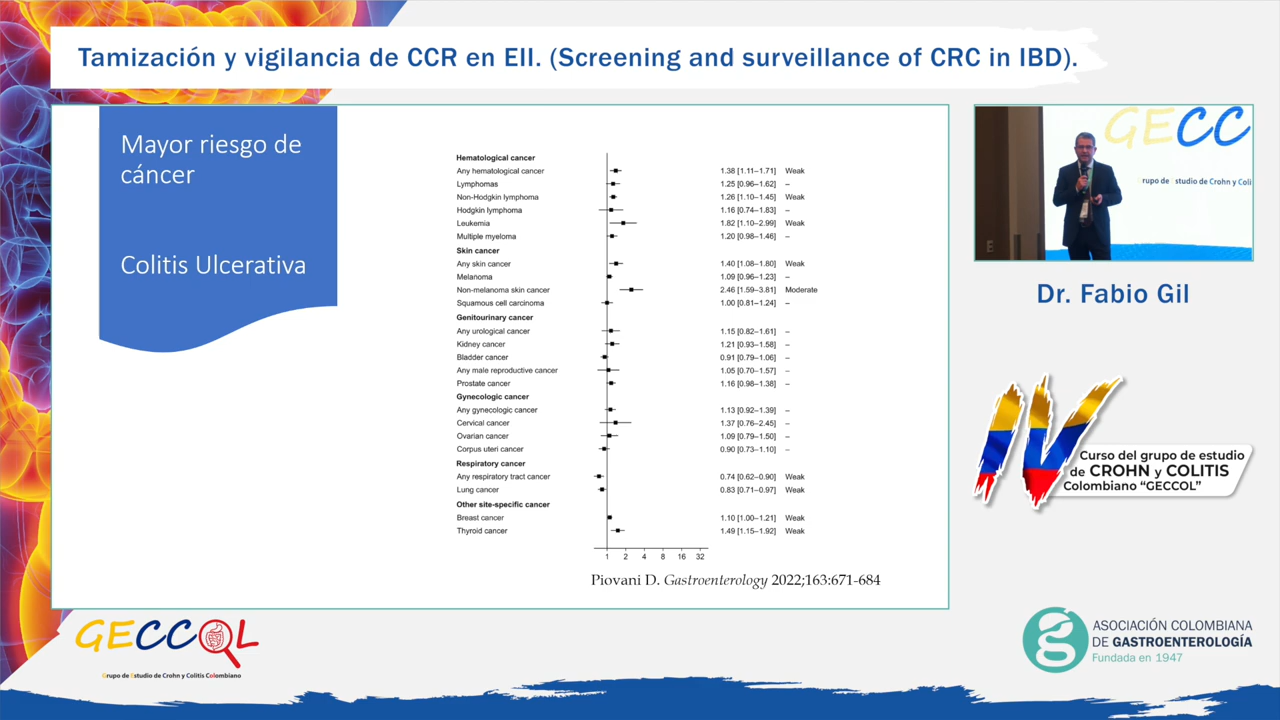 Tamización y vigilancia de CCR en EII. (Screening and surveillance of CRC in IBD).
Mayor riesgo de
cáncer
Colitis Ulcerativa
Hematological cancer
Any hematological cancer 1.38 [1.11–1.71] Weak
Lymphomas 1.25 [0.96–1.62] –
Non-Hodgkin lymphoma 1.26 [1.10–1.45] Weak
Hodgkin lymphoma 1.16 [0.74–1.83] –
Leukemia 1.82 [1.10–2.99] Weak
Multiple myeloma 1.20 [0.98–1.46] –
Skin cancer
Any skin cancer 1.40 [1.08–1.80] Weak
Melanoma 1.09 [0.96–1.23] –
Non-melanoma skin cancer 2.46 [1.59–3.81] Moderate
Squamous cell carcinoma 1.00 [0.81–1.24] –
Genitourinary cancer
Any urological cancer 1.15 [0.82–1.61] –
Kidney cancer 1.21 [0.93–1.58] –
Bladder cancer 0.91 [0.79–1.06] –
Any male reproductive cancer 1.05 [0.70–1.57] –
Prostate cancer 1.16 [0.98–1.38] –
Gynecologic cancer
Any gynecologic cancer 1.13 [0.92–1.39] –
Cervical cancer 1.37 [0.76–2.45] –
Ovarian cancer 1.09 [0.79–1.50] –
Corpus uteri cancer 0.90 [0.73–1.10] –
Respiratory cancer
Any respiratory tract cancer 0.74 [0.62–0.90] Weak
Lung cancer 0.83 [0.71–0.97] Weak
Other site-specific cancer
Breast cancer 1.10 [1.00–1.21] Weak
Thyroid cancer 1.49 [1.15–1.92] Weak
1 2 4 8 16 32
Piovani D. Gastroenterology 2022;163:671-684
GECC
rupo de studio de Crohn y Coli
Dr. Fabio Gil
IV
Curso del grupo de estudio
de CROHN y COLITIS
Colombiano “GECCOL”
GECCOL
Grupo de Estudio de Crohn y Colitis Colombiano
ASOCIACIÓN COLOMBIANA
DE GASTROENTEROLOGÍA
Fundada en 1947